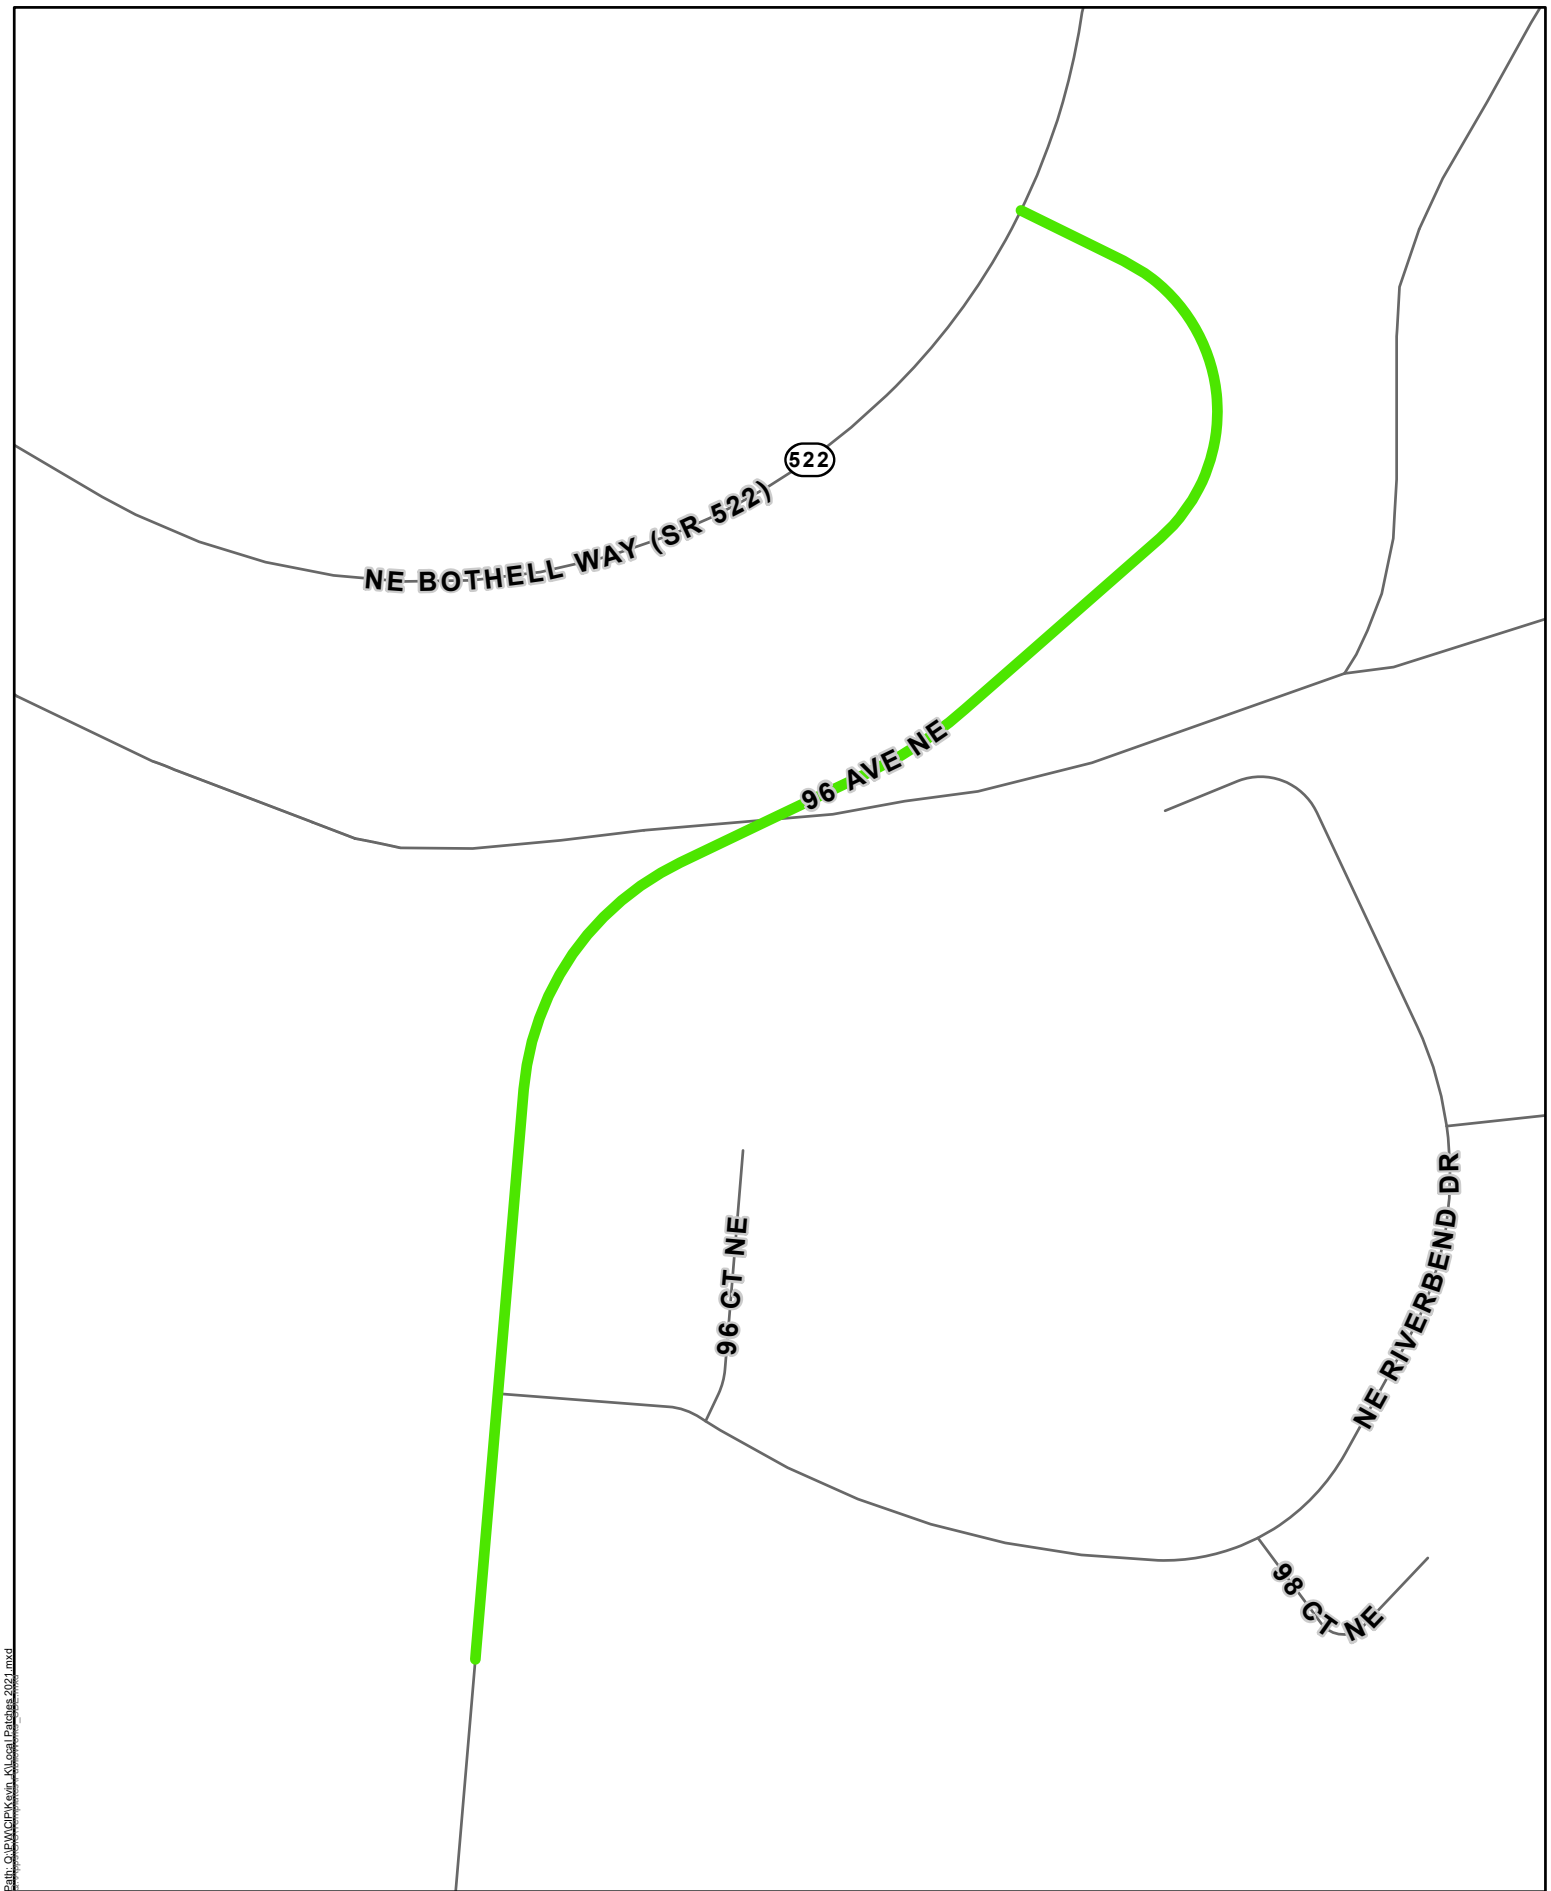 522
NE BOTHELL WAY (SR 522)
96 AVE NE
96 CT NE
NE RIVERBEND DR
98 CT NE
Path: Q:\PW\CIP\Kevin_K\Local Patches 2021.mxd